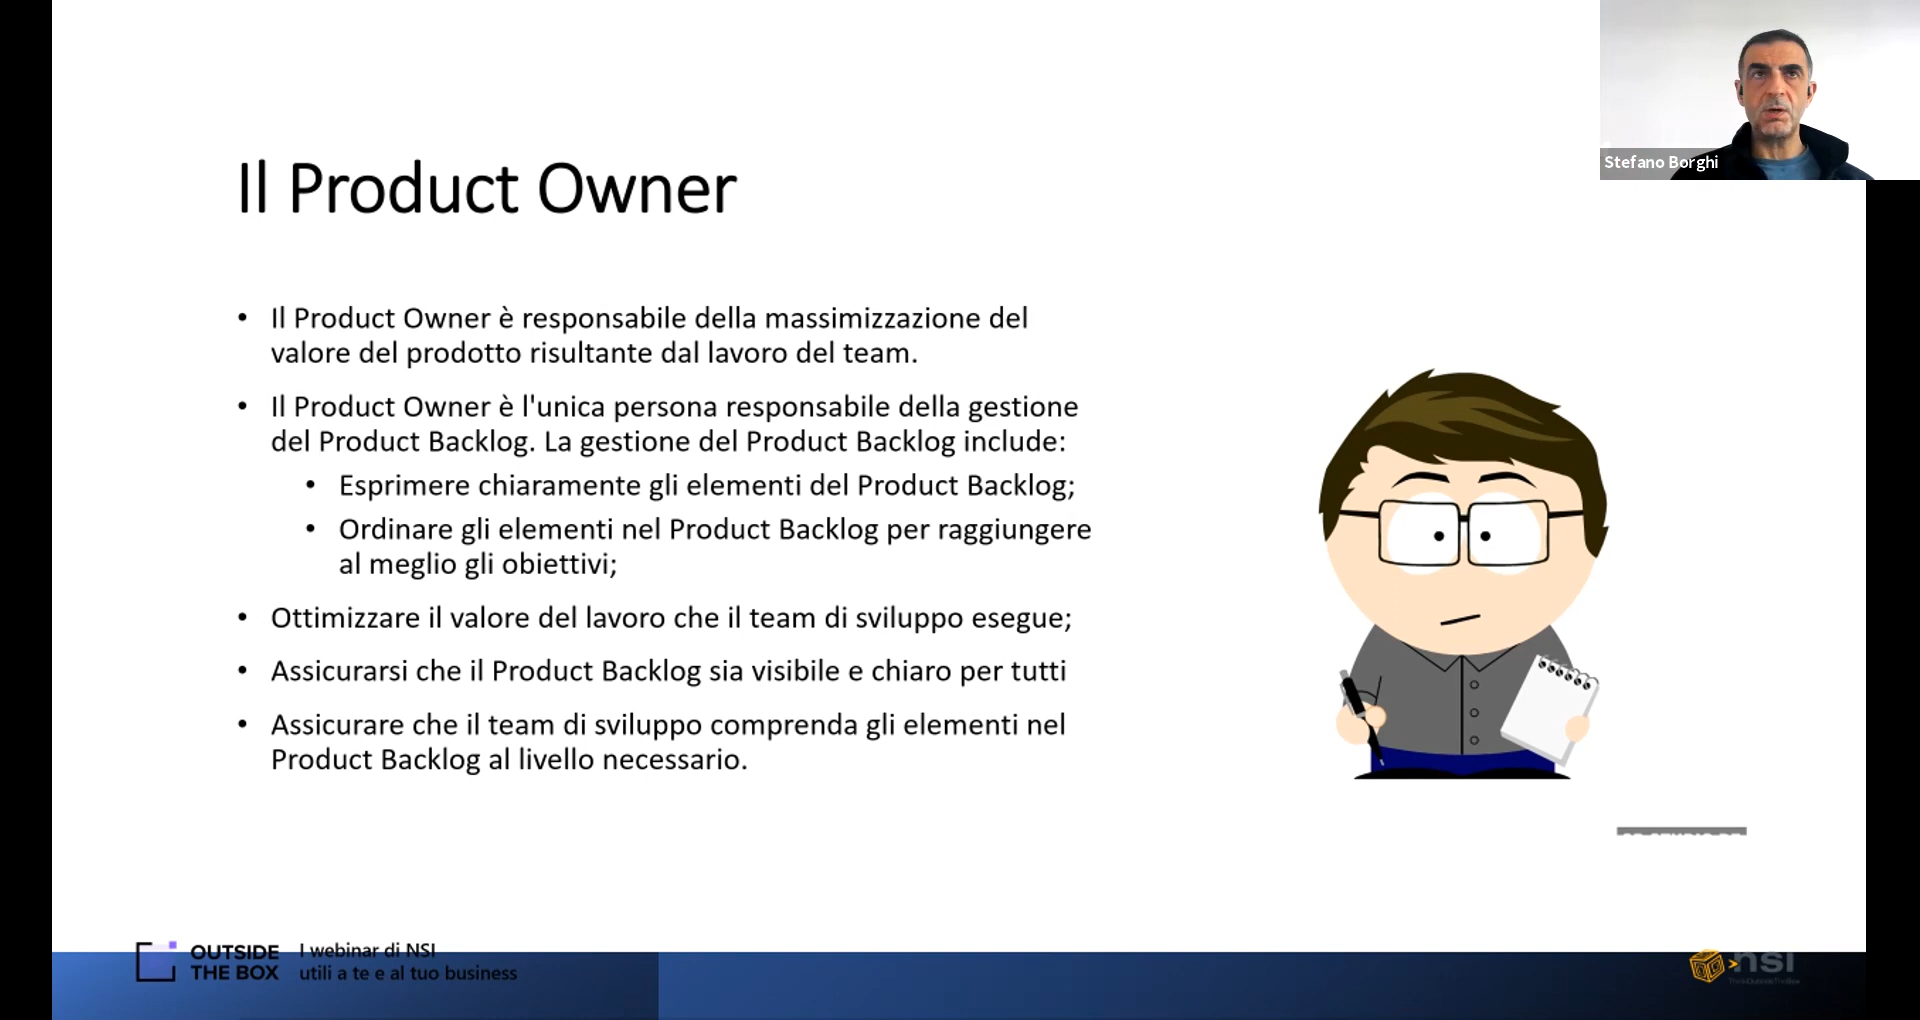 Stefano Borghi
Il Product Owner
• Il Product Owner è responsabile della massimizzazione del
valore del prodotto risultante dal lavoro del team.
• Il Product Owner è l'unica persona responsabile della gestione
del Product Backlog. La gestione del Product Backlog include:
• Esprimere chiaramente gli elementi del Product Backlog;
• Ordinare gli elementi nel Product Backlog per raggiungere
al meglio gli obiettivi;
• Ottimizzare il valore del lavoro che il team di sviluppo esegue;
• Assicurarsi che il Product Backlog sia visibile e chiaro per tutti
• Assicurare che il team di sviluppo comprenda gli elementi nel
Product Backlog al livello necessario.
OUTSIDE
THE BOX
I webinar di NSI
utili a te e al tuo business
nsi
ThinkOutsideTheBox